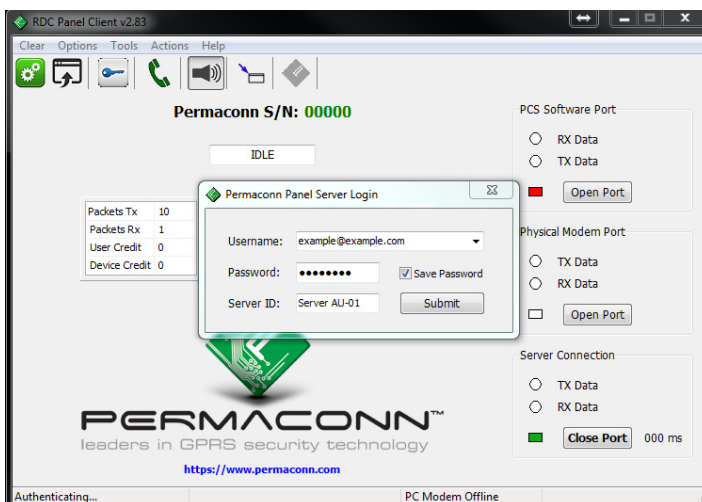 RDC Panel Client v2.83
Clear Options Tools Actions Help
Permaconn S/N: 00000
IDLE
Packets Tx 10
Packets Rx 1
User Credit 0
Device Credit 0
Permaconn Panel Server Login
Username: example@example.com
Password: ●●●●●●●●
Save Password
Server ID: Server AU-01
Submit
PCS Software Port
RX Data
TX Data
Open Port
Physical Modem Port
TX Data
RX Data
Open Port
Server Connection
TX Data
RX Data
Close Port 000 ms
PERMACONN™
leaders in GPRS security technology
https://www.permaconn.com
Authenticating...
PC Modem Offline